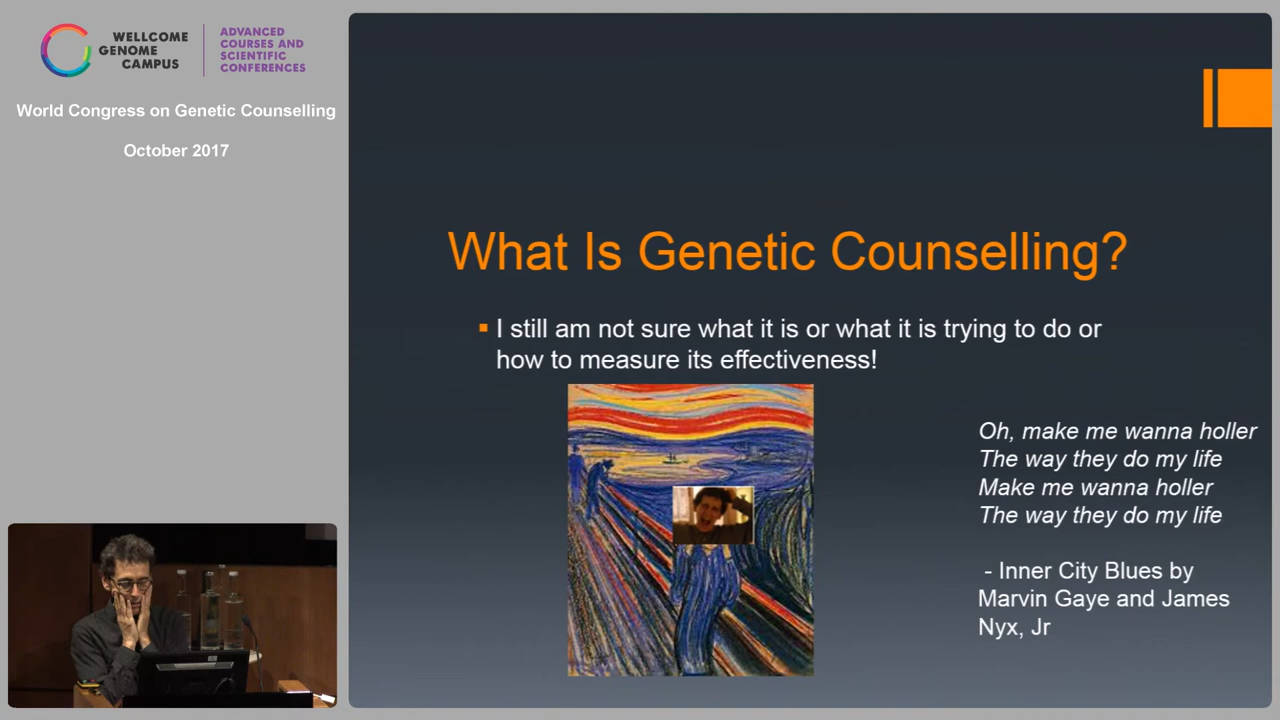 WELLCOME
GENOME
CAMPUS
ADVANCED
COURSES AND
SCIENTIFIC
CONFERENCES
World Congress on Genetic Counselling
October 2017
What Is Genetic Counselling?
I still am not sure what it is or what it is trying to do or
how to measure its effectiveness!
Oh, make me wanna holler
The way they do my life
Make me wanna holler
The way they do my life
- Inner City Blues by
Marvin Gaye and James
Nyx, Jr